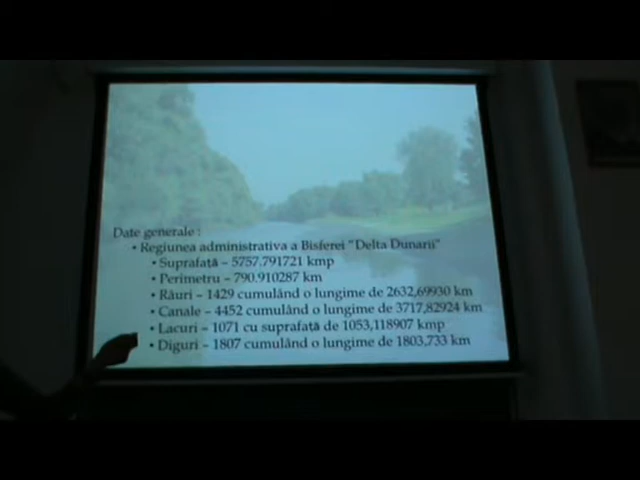 Date generale :
• Regiunea administrativa a Bisferei "Delta Dunarii"
• Suprafață – 5757.791721 kmp
• Perimetru – 790.910287 km
• Râuri – 1429 cumulând o lungime de 2632,69930 km
• Canale – 4452 cumulând o lungime de 3717,82924 km
• Lacuri – 1071 cu suprafață de 1053,118907 kmp
• Diguri – 1807 cumulând o lungime de 1803,733 km